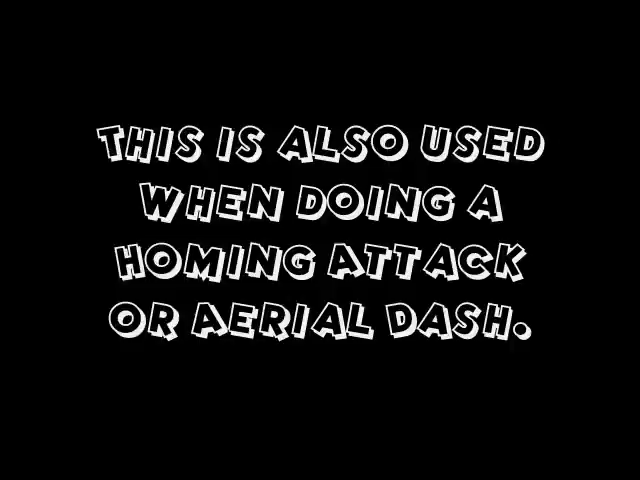 THIS IS ALSO USED
WHEN DOING A
HOMING ATTACK
OR AERIAL DASH.